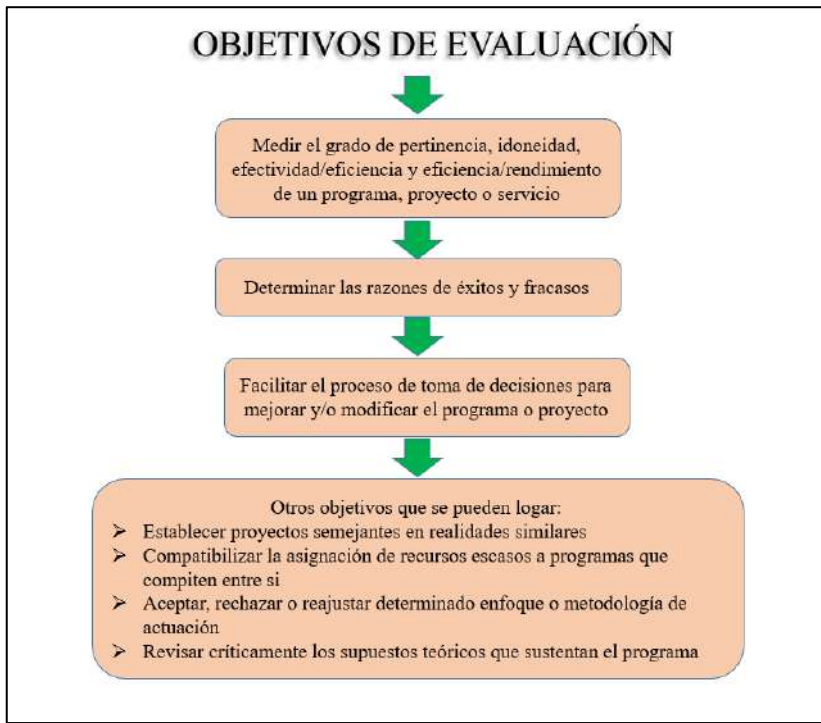 OBJETIVOS DE EVALUACIÓN
Medir el grado de pertinencia, idoneidad,
efectividad/eficiencia y eficiencia/rendimiento
de un programa, proyecto o servicio
Determinar las razones de éxitos y fracasos
Facilitar el proceso de toma de decisiones para
mejorar y/o modificar el programa o proyecto
Otros objetivos que se pueden logar:
➢ Establecer proyectos semejantes en realidades similares
➢ Compatibilizar la asignación de recursos escasos a programas que
compiten entre si
➢ Aceptar, rechazar o reajustar determinado enfoque o metodología de
actuación
➢ Revisar críticamente los supuestos teóricos que sustentan el programa